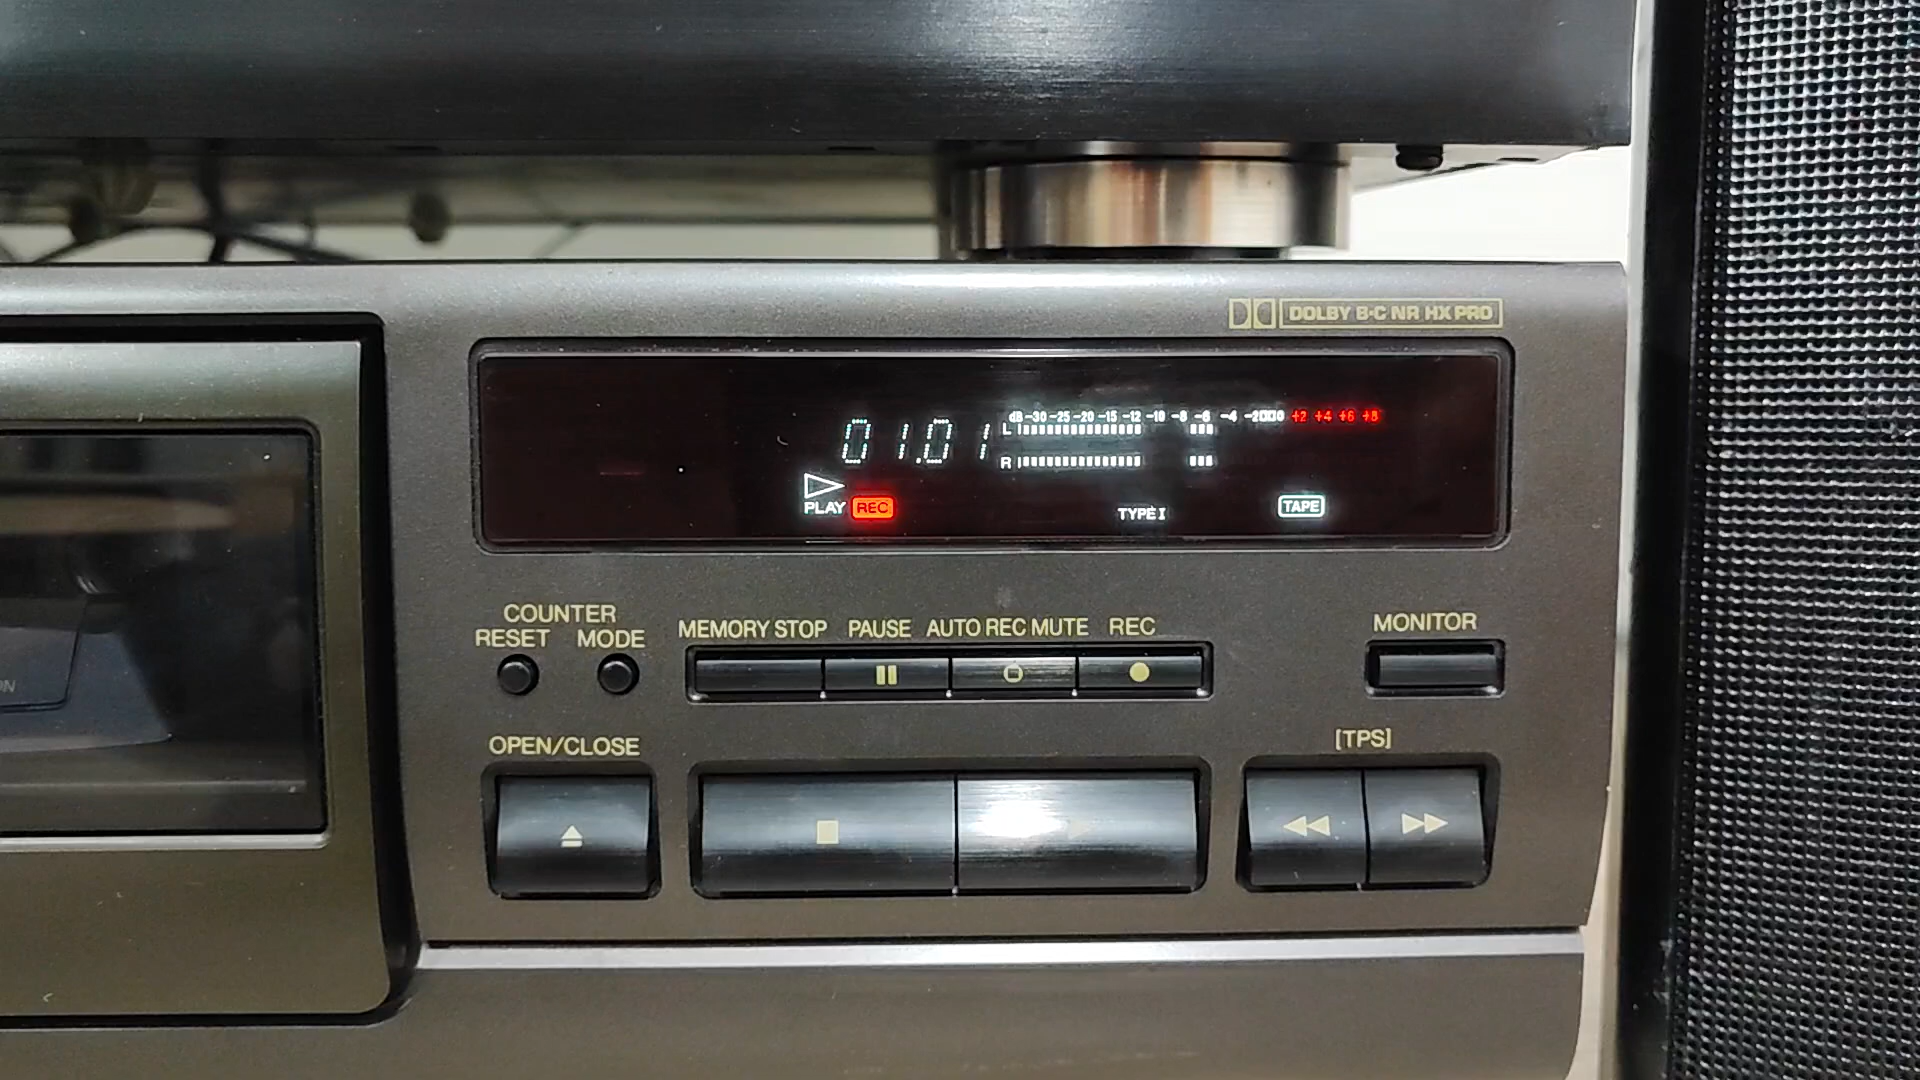 DOLBY B·C NR HX PRO
dB -30 -25 -20 -15 -12 -10 -8 -6 -4 -2 0 +2 +4 +6 +8
L
01.01
R
PLAY REC
TYPE I
TAPE
COUNTER
RESET MODE
MEMORY STOP PAUSE AUTO REC MUTE REC
MONITOR
OPEN/CLOSE
[TPS]